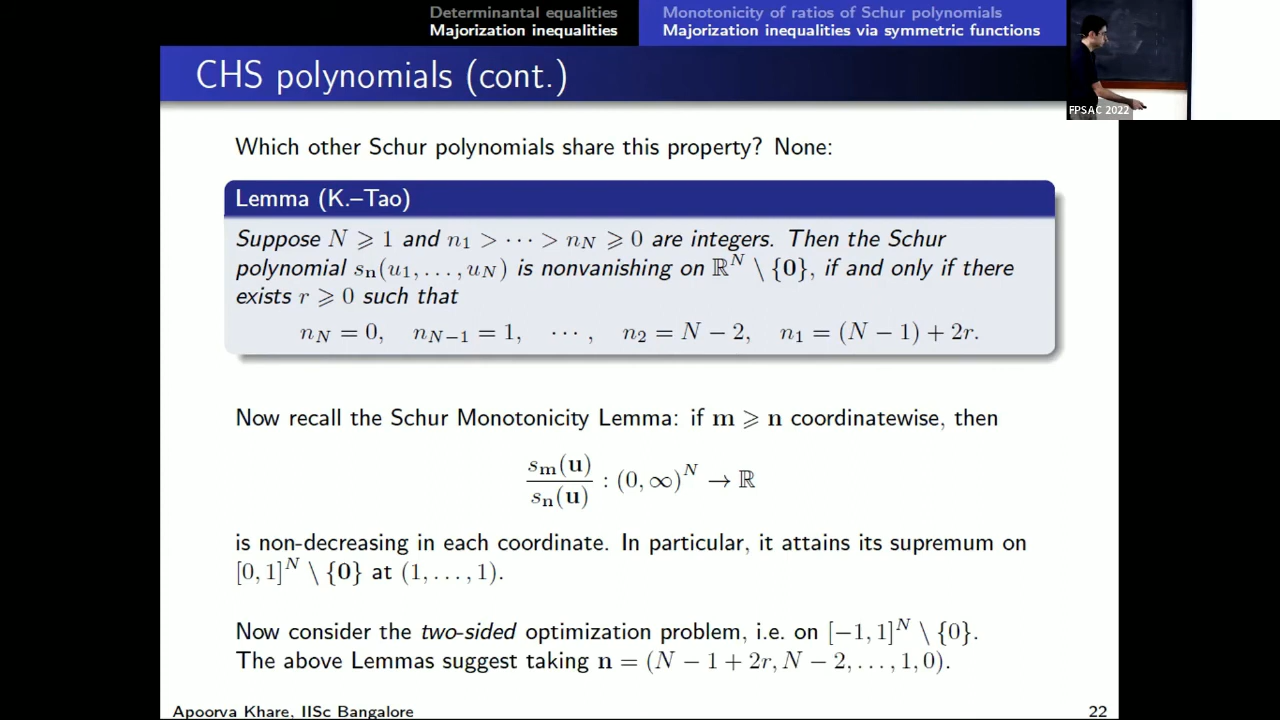 Determinantal equalities
Majorization inequalities
Monotonicity of ratios of Schur polynomials
Majorization inequalities via symmetric functions
CHS polynomials (cont.)
FPSAC 2022
Which other Schur polynomials share this property? None:
Lemma (K.–Tao)
Suppose N ⩾ 1 and n₁ > ⋯ > n_N ⩾ 0 are integers. Then the Schur
polynomial s_𝐧(u₁, . . . , u_N) is nonvanishing on ℝ^N \ {𝟎}, if and only if there
exists r ⩾ 0 such that
n_N = 0, n_{N−1} = 1, ⋯ , n₂ = N − 2, n₁ = (N − 1) + 2r.
Now recall the Schur Monotonicity Lemma: if 𝐦 ⩾ 𝐧 coordinatewise, then
s_𝐦(𝐮) / s_𝐧(𝐮) : (0, ∞)^N → ℝ
is non-decreasing in each coordinate. In particular, it attains its supremum on
[0, 1]^N \ {𝟎} at (1, . . . , 1).
Now consider the two-sided optimization problem, i.e. on [−1, 1]^N \ {0}.
The above Lemmas suggest taking 𝐧 = (N − 1 + 2r, N − 2, . . . , 1, 0).
Apoorva Khare, IISc Bangalore
22